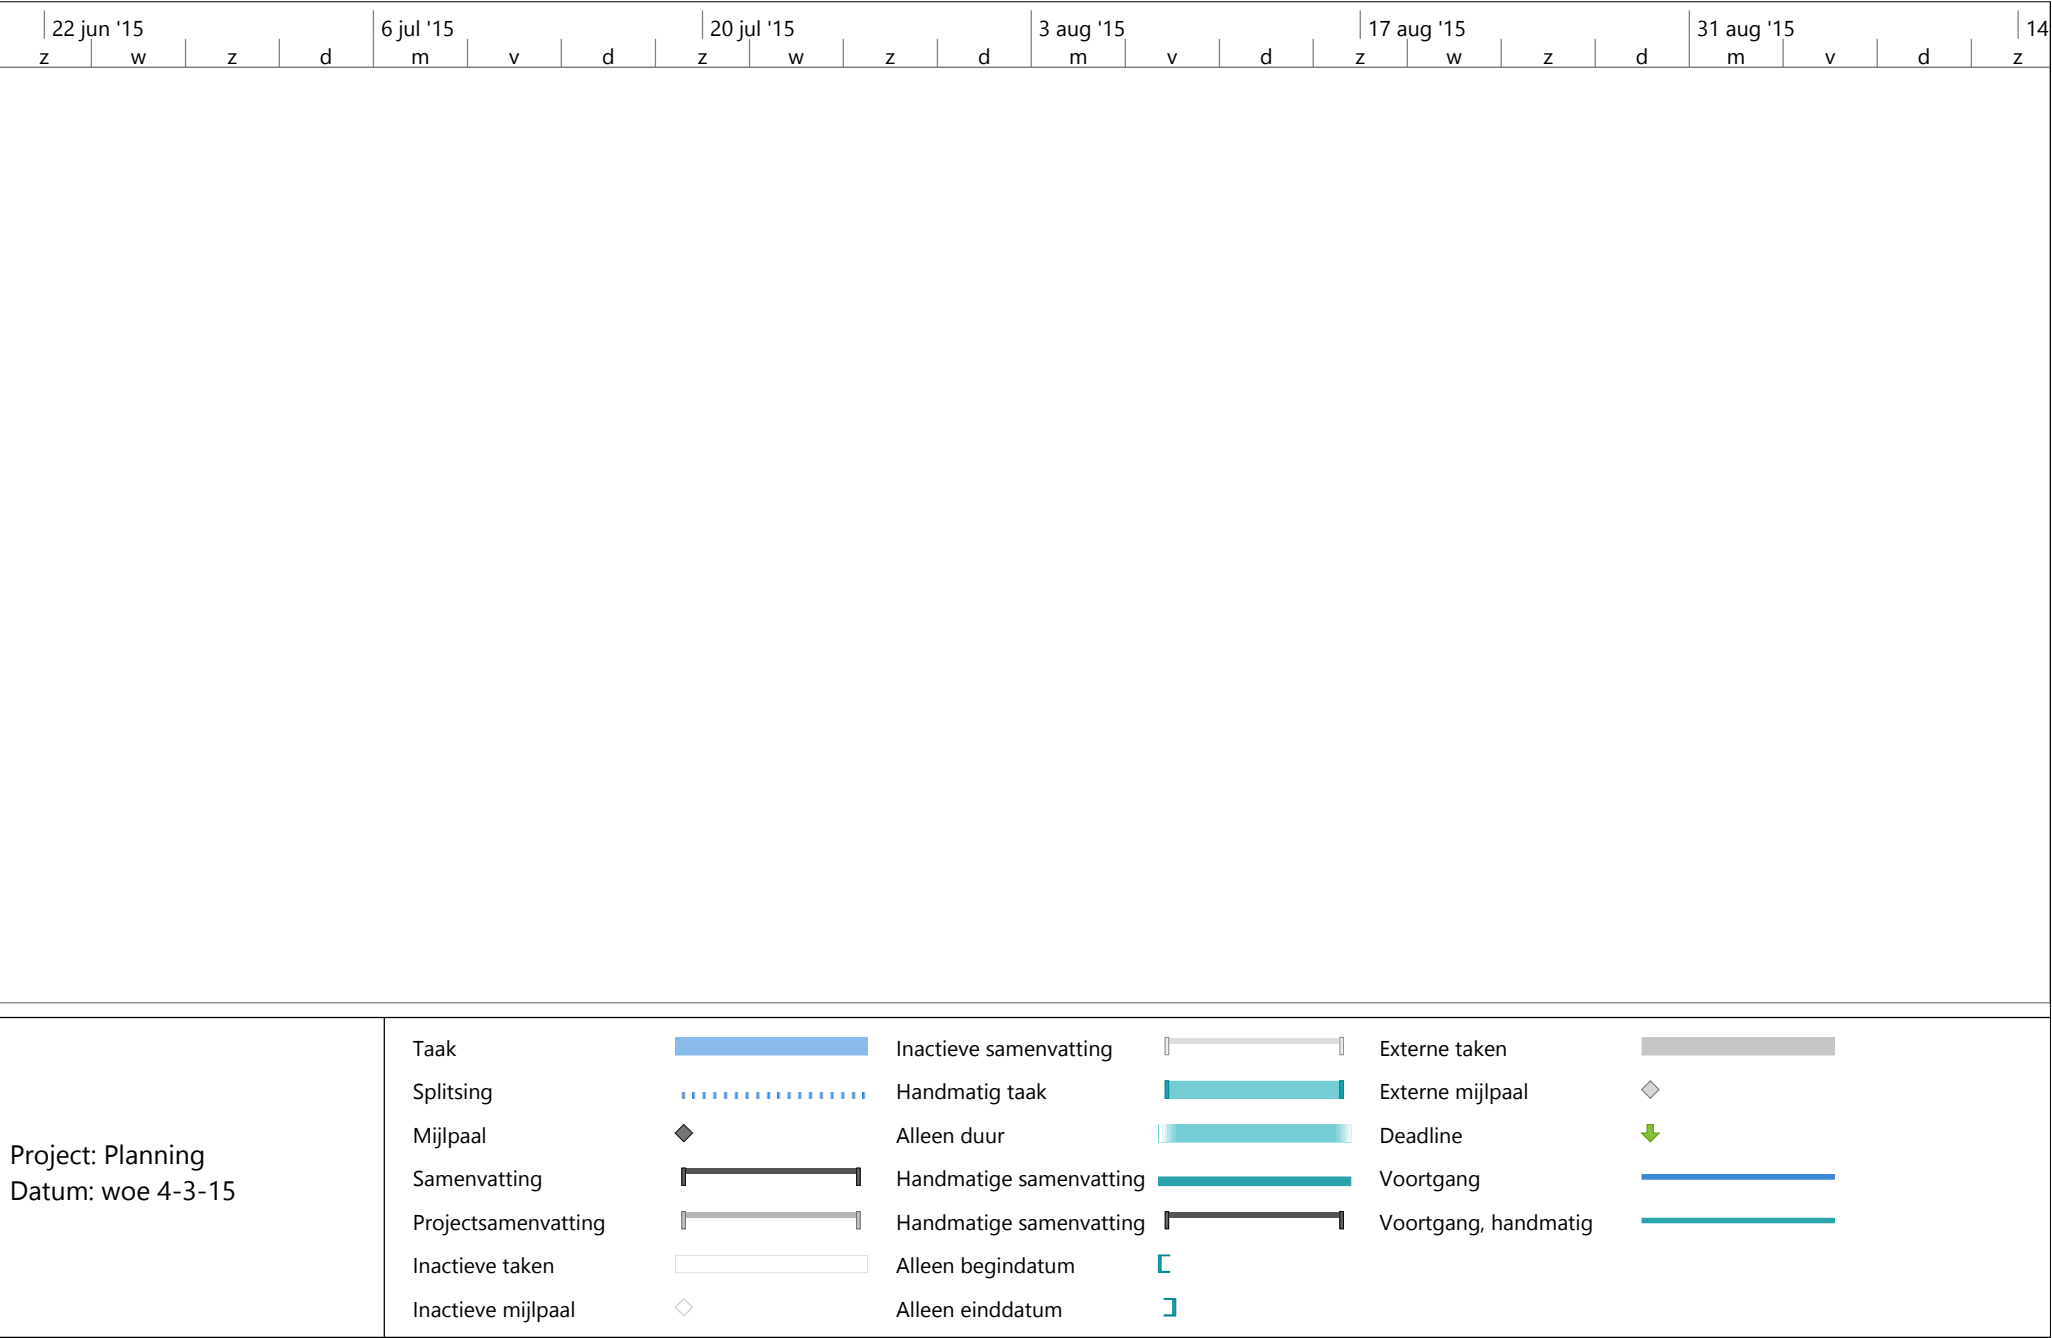 22 jun '15 6 jul '15 20 jul '15 3 aug '15 17 aug '15 31 aug '15 14
z w z d m v d z w z d m v d z w z d m v d z
Project: Planning
Datum: woe 4-3-15
Taak
Splitsing
Mijlpaal
Samenvatting
Projectsamenvatting
Inactieve taken
Inactieve mijlpaal
Inactieve samenvatting
Handmatig taak
Alleen duur
Handmatige samenvatting
Handmatige samenvatting
Alleen begindatum
Alleen einddatum
Externe taken
Externe mijlpaal
Deadline
Voortgang
Voortgang, handmatig